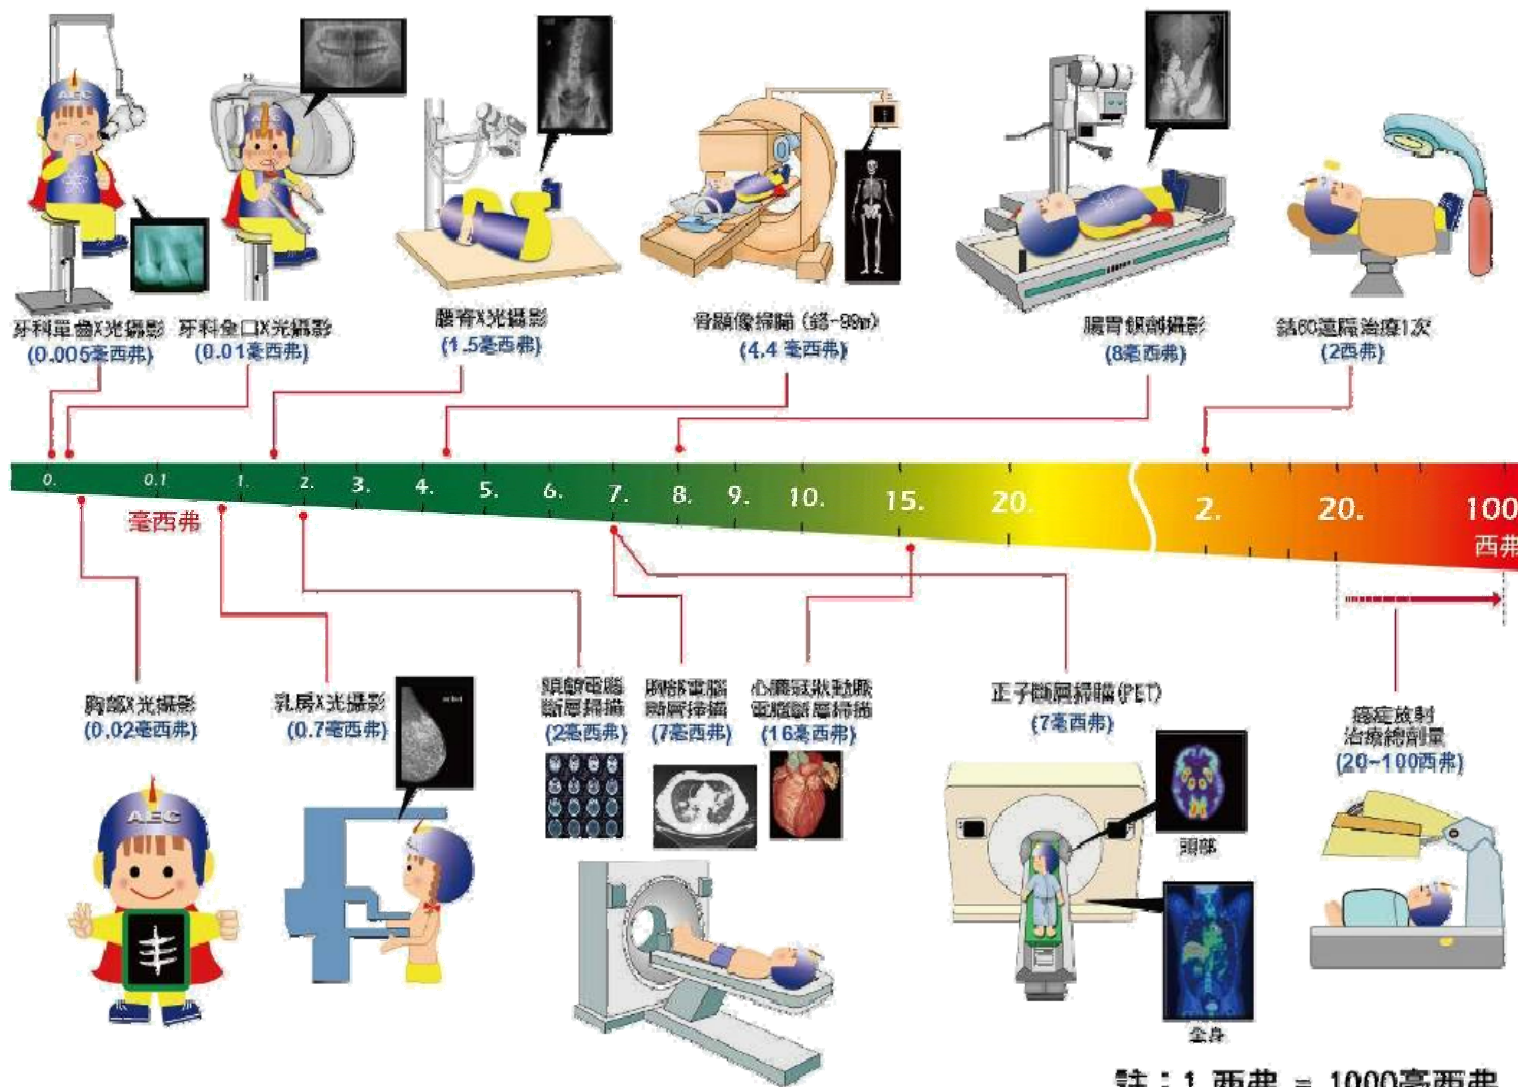 AEC
牙科單齒X光攝影
(0.005毫西弗)
牙科全口X光攝影
(0.01毫西弗)
腰脊X光攝影
(1.5毫西弗)
骨骼像掃瞄 (鎝-99m)
(4.4 毫西弗)
腸胃鋇劑攝影
(8毫西弗)
鈷60遠隔治療1次
(2西弗)
0. 0.1 1. 2. 3. 4. 5. 6. 7. 8. 9. 10. 15. 20. 2. 20. 100
毫西弗
西弗
胸部X光攝影
(0.02毫西弗)
乳房X光攝影
(0.7毫西弗)
頭顱電腦
斷層掃描
(2毫西弗)
胸部電腦
斷層掃描
(7毫西弗)
心臟冠狀動脈
電腦斷層掃描
(16毫西弗)
正子斷層掃瞄(PET)
(7毫西弗)
癌症放射
治療總劑量
(20~100西弗)
AEC
頭部
全身
註：1 西弗 = 1000毫西弗